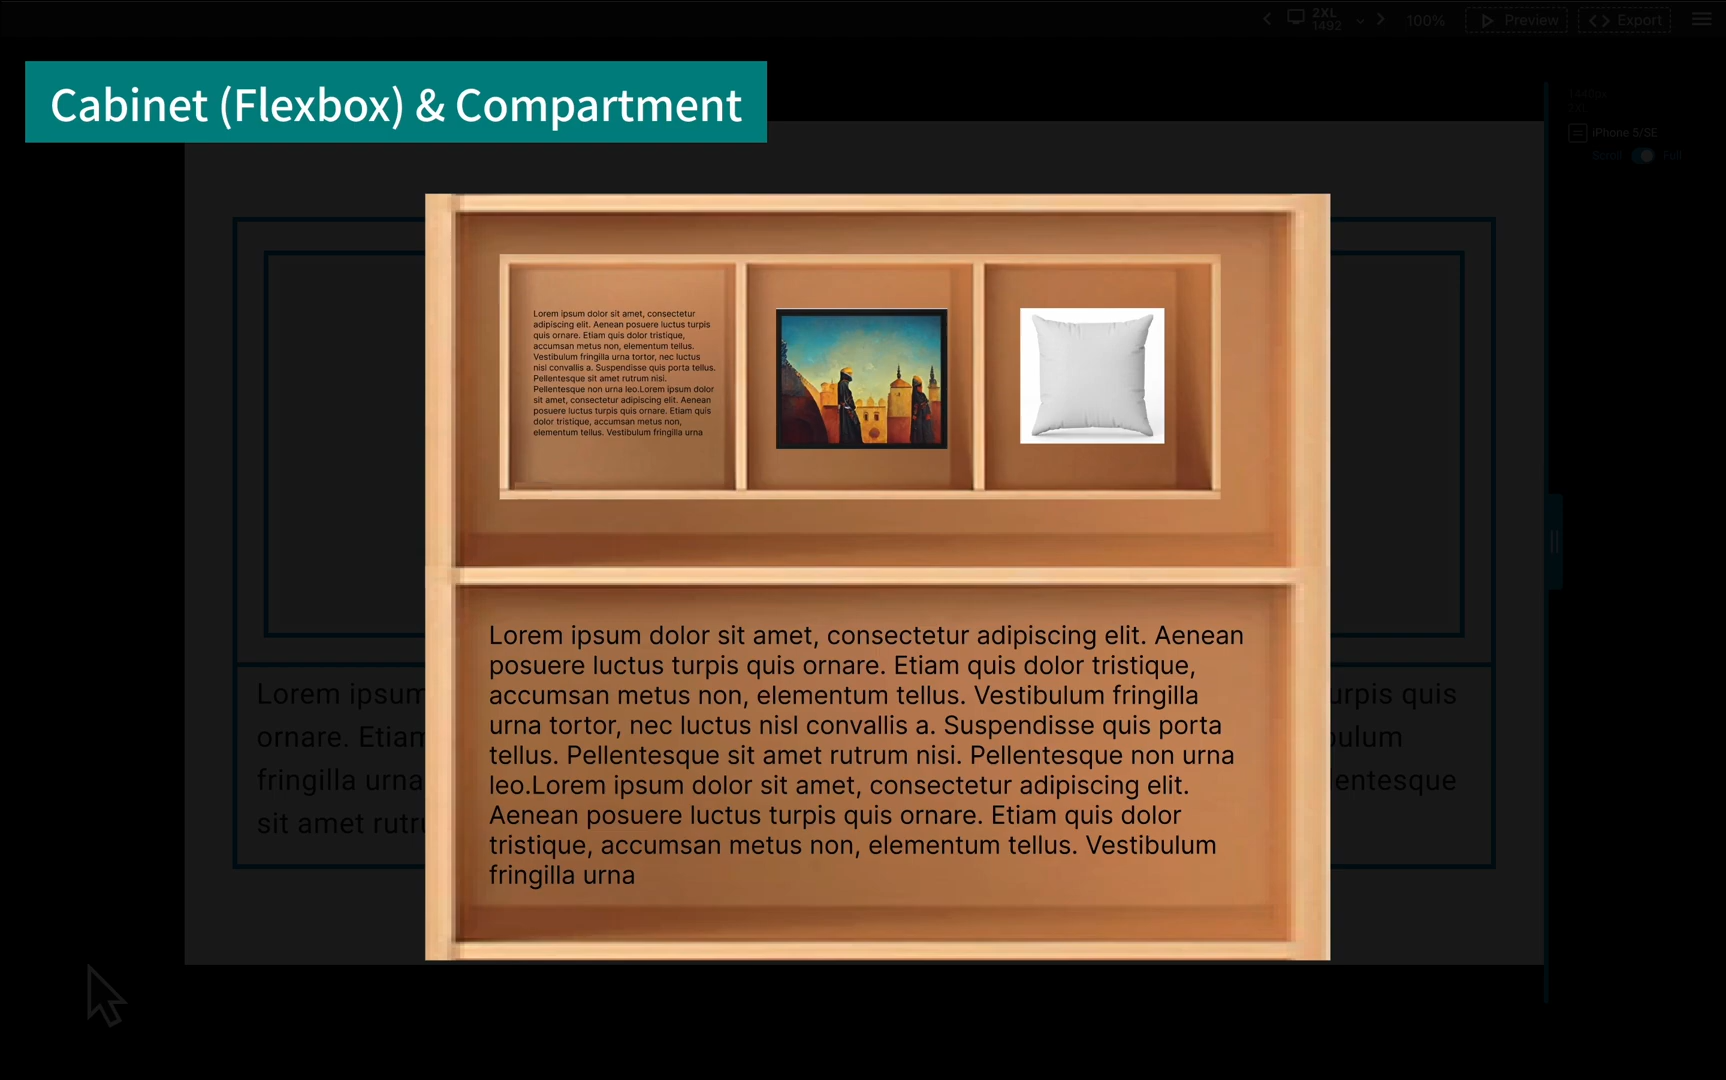 2XL
1492
100%
Preview
Export
Cabinet (Flexbox) & Compartment
iPhone 5/SE
Scroll
Full
Lorem ipsum dolor sit amet, consectetur
adipiscing elit. Aenean posuere luctus turpis
quis ornare. Etiam quis dolor tristique,
accumsan metus non, elementum tellus.
Vestibulum fringilla urna tortor, nec luctus
nisl convallis a. Suspendisse quis porta tellus.
Pellentesque sit amet rutrum nisi.
Pellentesque non urna leo.Lorem ipsum dolor
sit amet, consectetur adipiscing elit. Aenean
posuere luctus turpis quis ornare. Etiam quis
dolor tristique, accumsan metus non,
elementum tellus. Vestibulum fringilla urna
Lorem ipsum dolor sit amet, consectetur adipiscing elit. Aenean
posuere luctus turpis quis ornare. Etiam quis dolor tristique,
accumsan metus non, elementum tellus. Vestibulum fringilla
urna tortor, nec luctus nisl convallis a. Suspendisse quis porta
tellus. Pellentesque sit amet rutrum nisi. Pellentesque non urna
leo.Lorem ipsum dolor sit amet, consectetur adipiscing elit.
Aenean posuere luctus turpis quis ornare. Etiam quis dolor
tristique, accumsan metus non, elementum tellus. Vestibulum
fringilla urna
Lorem ipsum
ornare. Etiam
fringilla urna
sit amet rutru
urpis quis
bulum
entesque